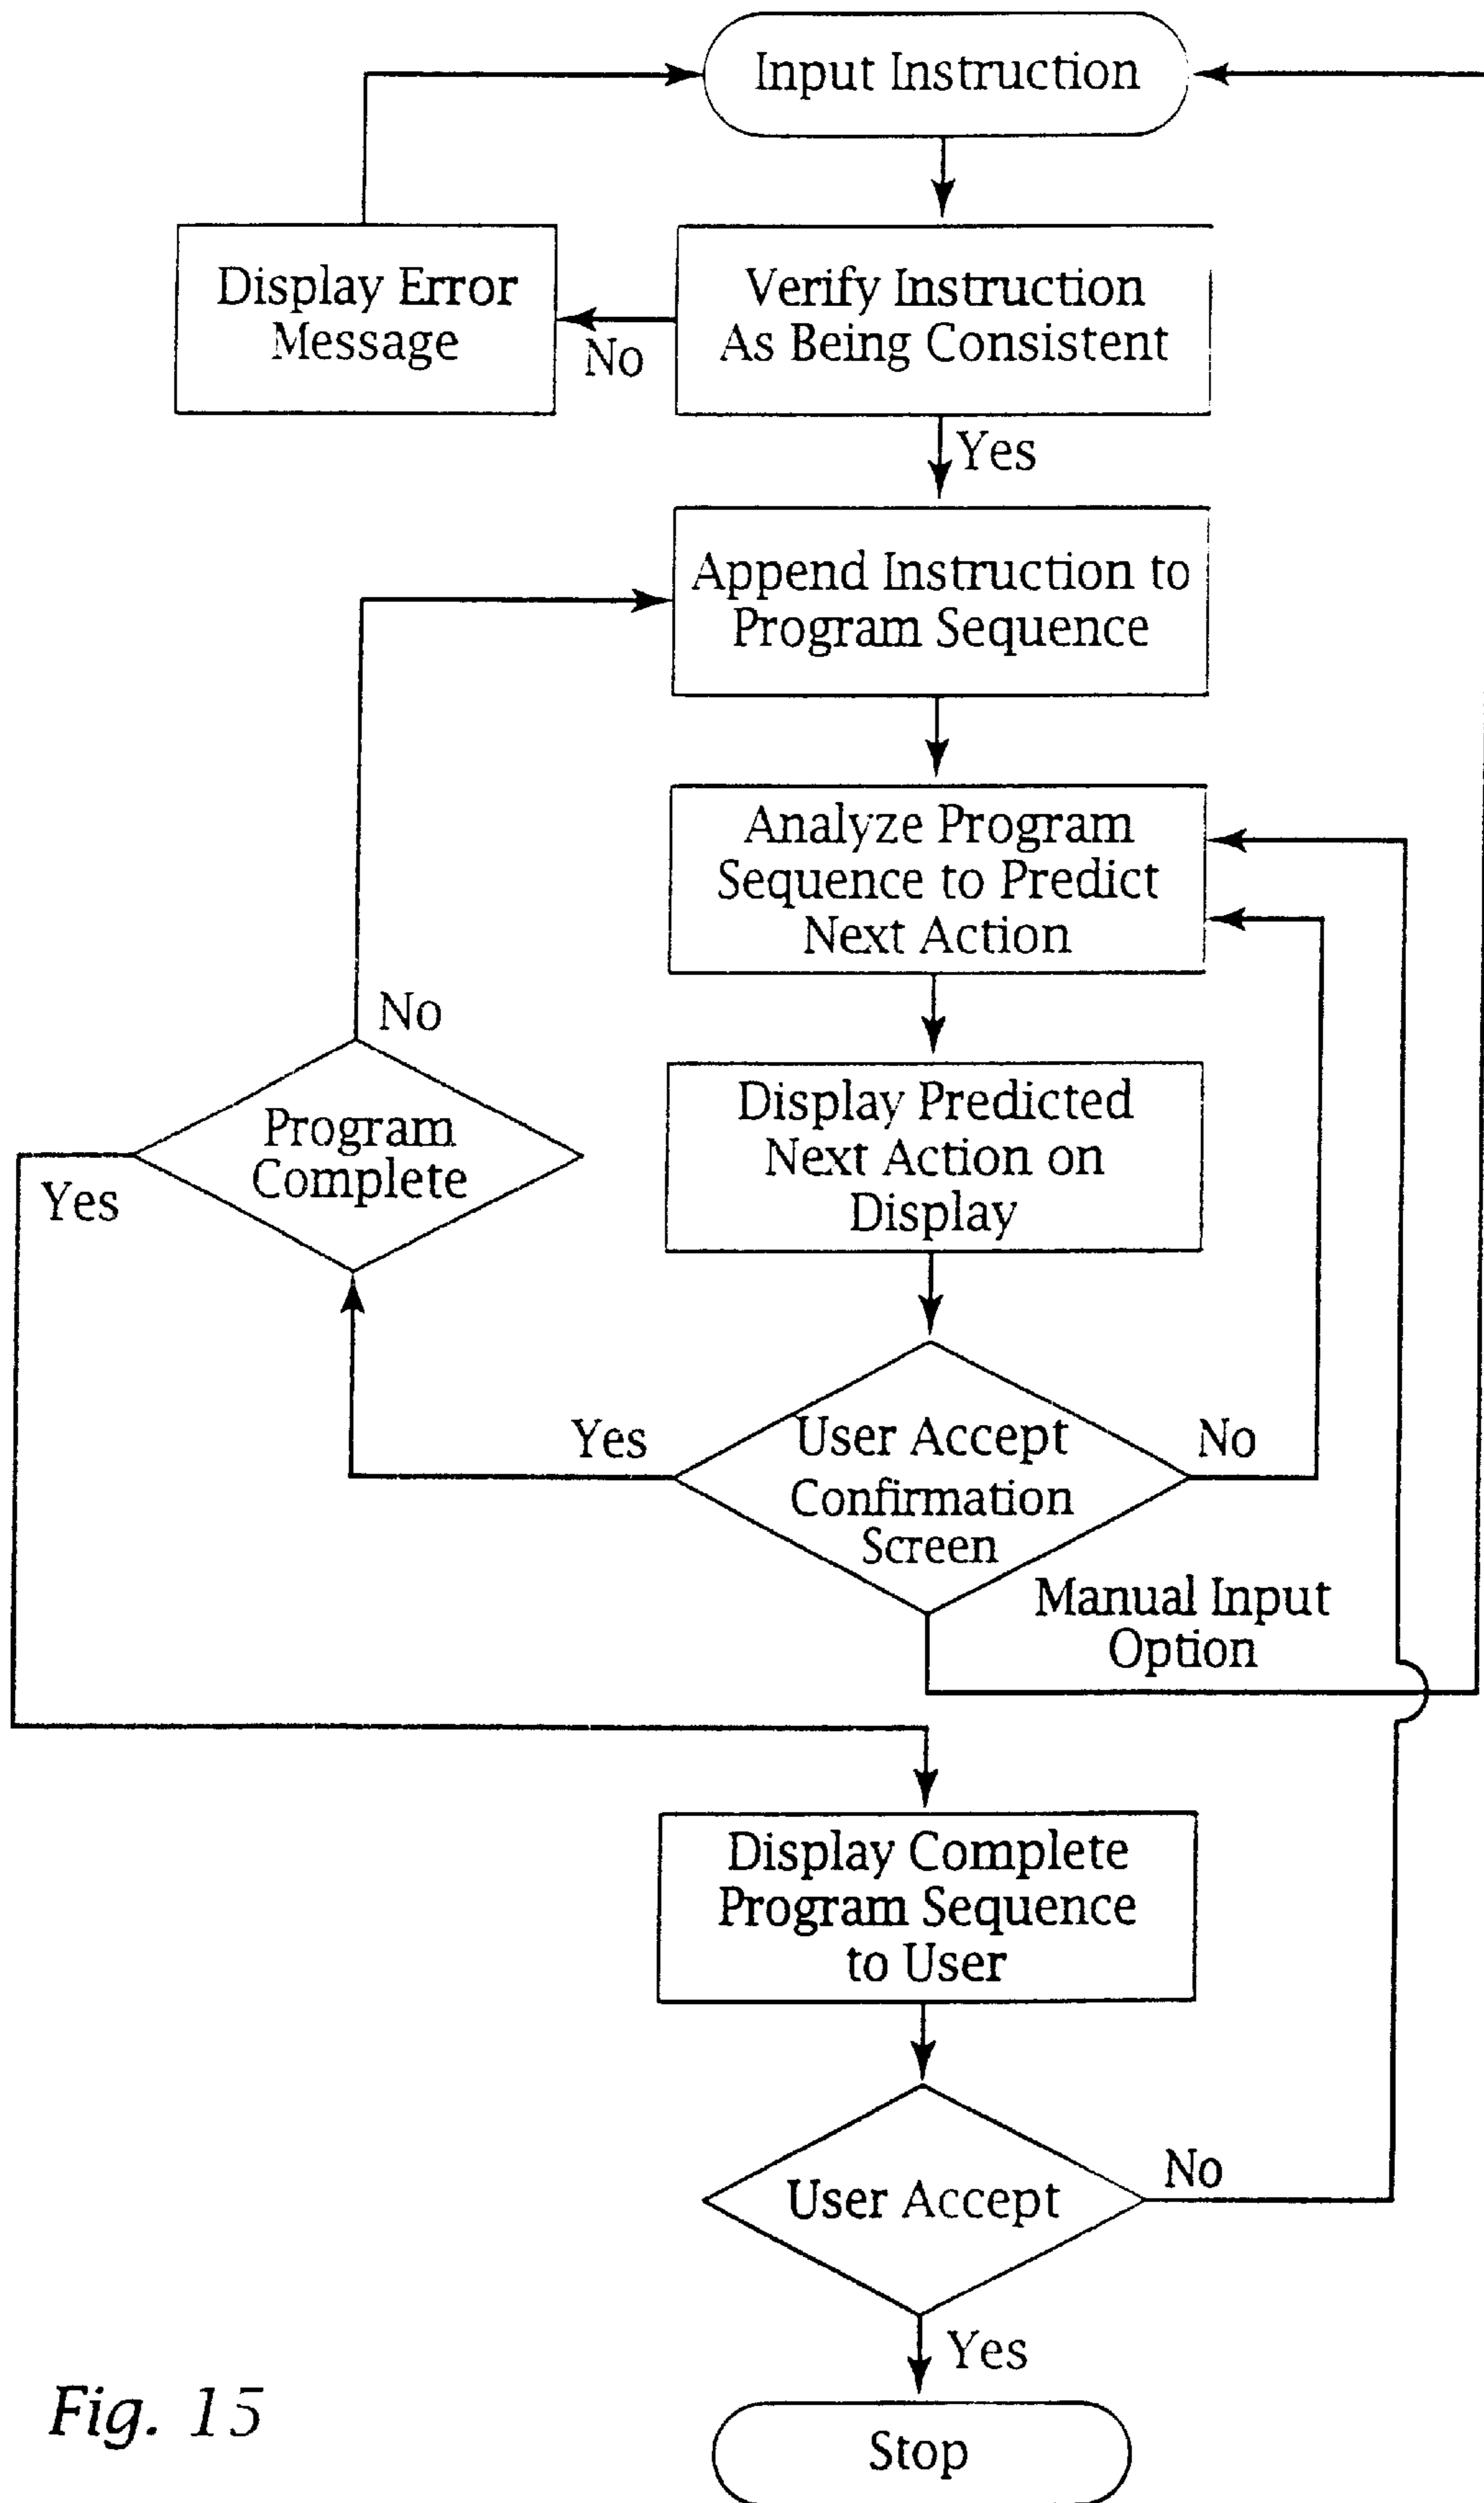 Input Instruction
Display Error
Message
No
Verify Instruction
As Being Consistent
Yes
Append Instruction to
Program Sequence
Analyze Program
Sequence to Predict
Next Action
No
Program
Complete
Yes
Display Predicted
Next Action on
Display
Yes
User Accept
Confirmation
Screen
No
Manual Input
Option
Display Complete
Program Sequence
to User
User Accept
No
Yes
Stop
Fig. 15